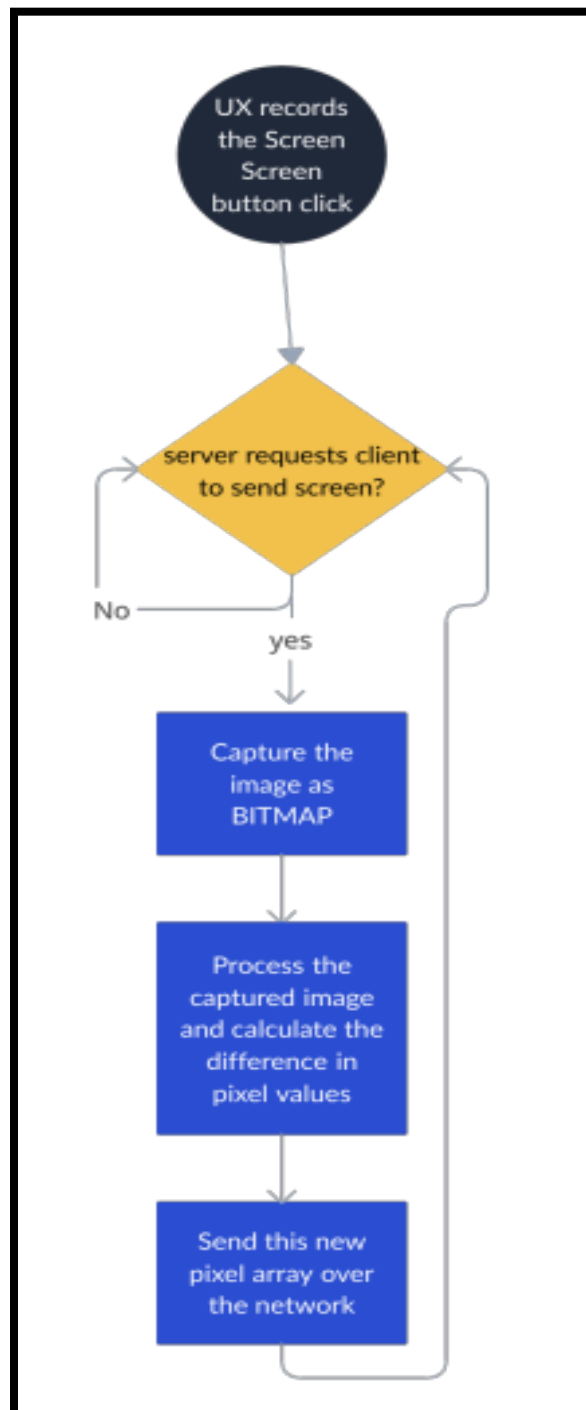 UX records
the Screen
Screen
button click
server requests client
to send screen?
No
yes
Capture the
image as
BITMAP
Process the
captured image
and calculate the
difference in
pixel values
Send this new
pixel array over
the network